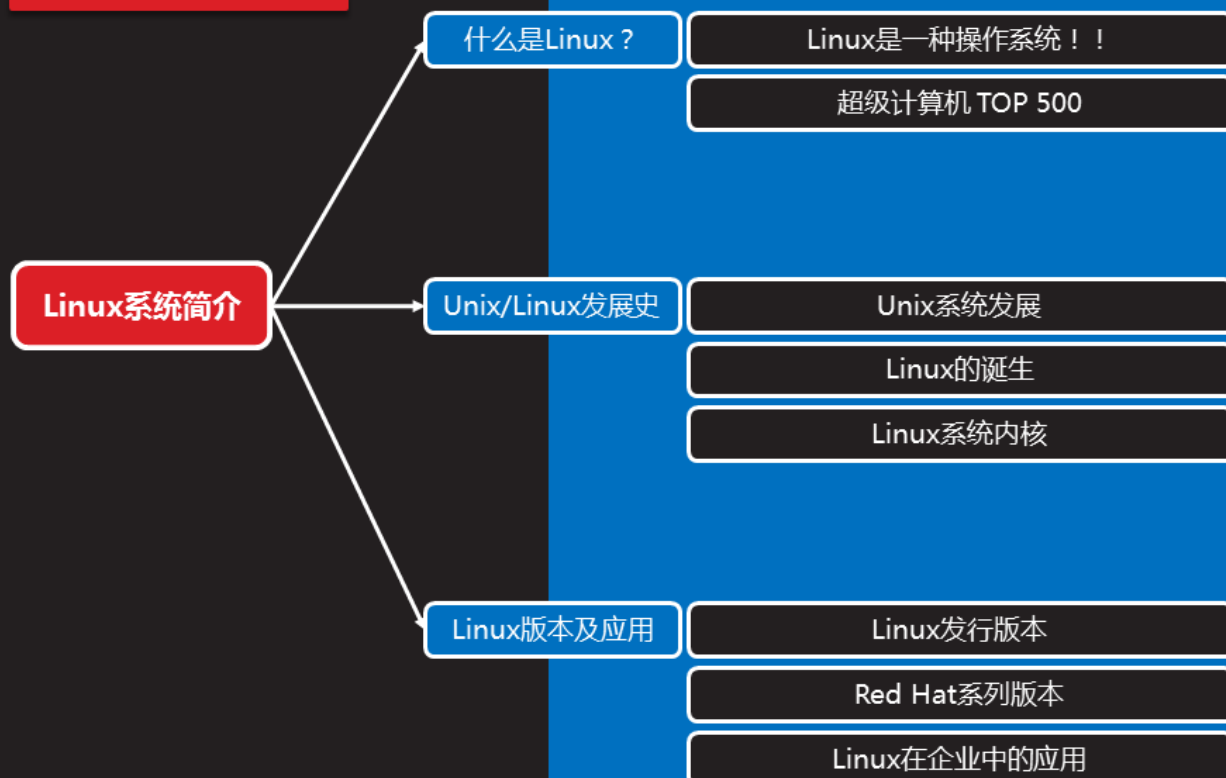 什么是Linux？
Linux是一种操作系统！！
超级计算机 TOP 500
Linux系统简介
Unix/Linux发展史
Unix系统发展
Linux的诞生
Linux系统内核
Linux版本及应用
Linux发行版本
Red Hat系列版本
Linux在企业中的应用